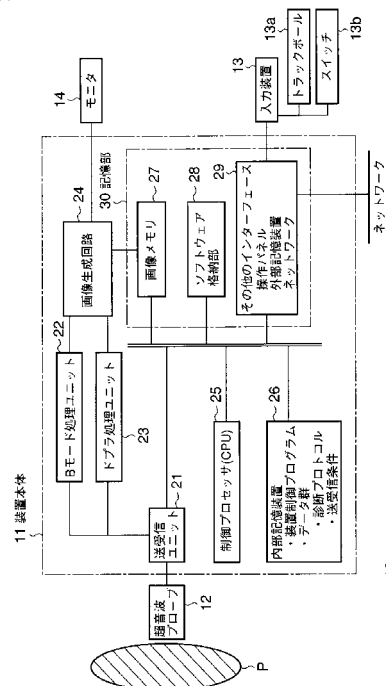 11 装置本体
P
12
超音波
プローブ
21
送受信
ユニット
22
Bモード処理ユニット
ドプラ処理ユニット
23
24
画像生成回路
14
モニタ
30 記憶部
27
画像メモリ
28
ソフトウェア
格納部
29
その他のインターフェース
操作パネル
外部記憶装置
ネットワーク
13
入力装置
13a
トラックボール
13b
スイッチ
ネットワーク
25
制御プロセッサ(CPU)
26
内部記憶装置
・装置制御プログラム
・データ群
・診断プロトコル
・送受信条件